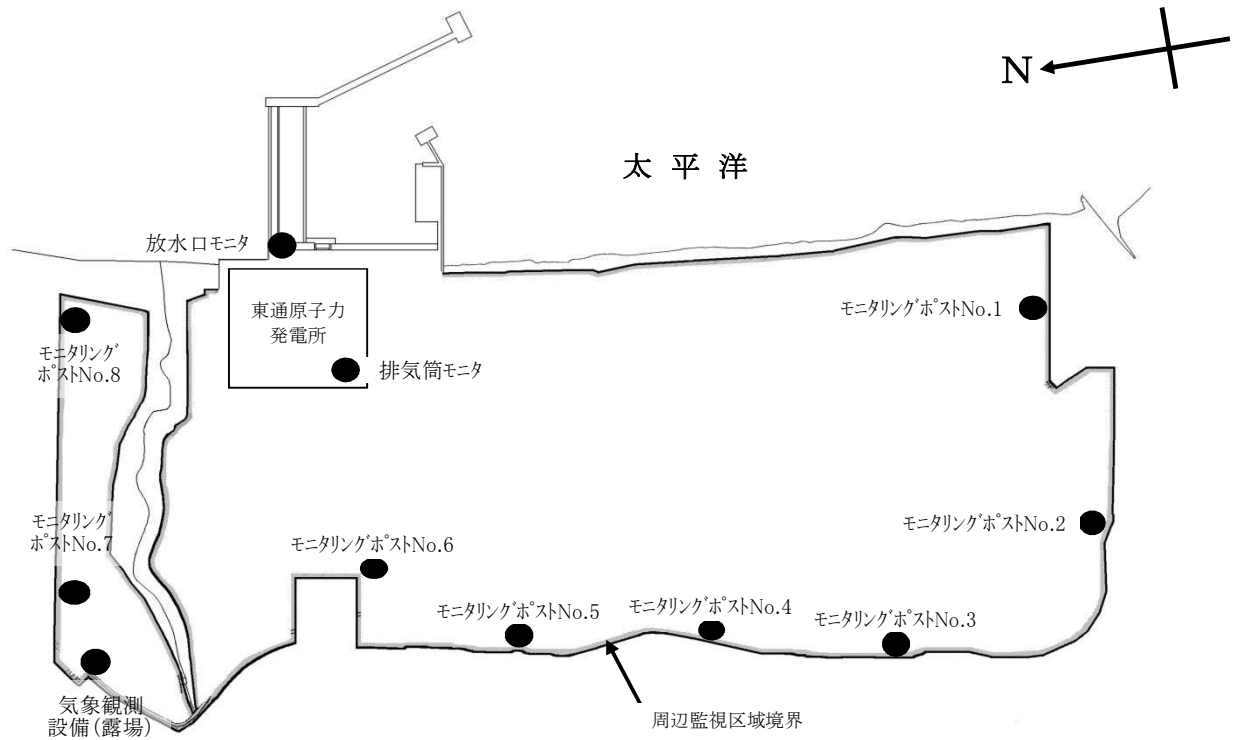 N
太平洋
放水口モニタ
東通原子力
発電所
排気筒モニタ
モニタリングポストNo.1
モニタリング
ポストNo.8
モニタリングポストNo.2
モニタリング
ポストNo.7
モニタリングポストNo.6
モニタリングポストNo.5
モニタリングポストNo.4
モニタリングポストNo.3
気象観測
設備(露場)
周辺監視区域境界